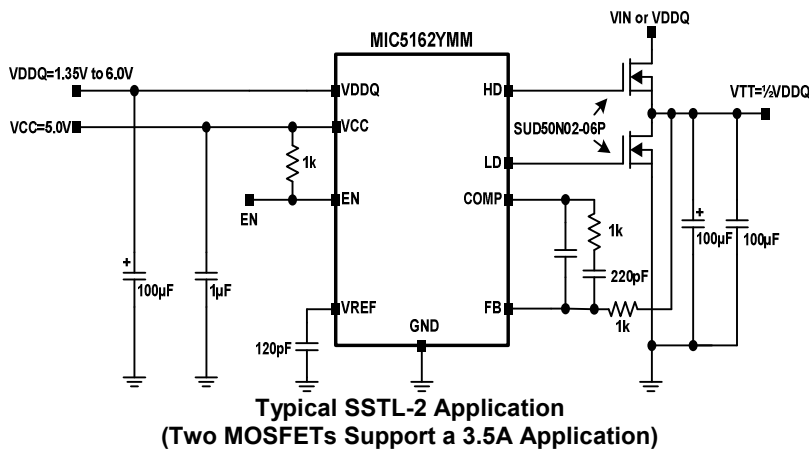 VIN or VDDQ
MIC5162YMM
VDDQ=1.35V to 6.0V
VDDQ
HD
VTT=½VDDQ
VCC=5.0V
VCC
SUD50N02-06P
1k
LD
EN
EN
COMP
1k
+
100µF
1µF
220pF
+
100µF
100µF
VREF
FB
GND
1k
120pF
Typical SSTL-2 Application
(Two MOSFETs Support a 3.5A Application)